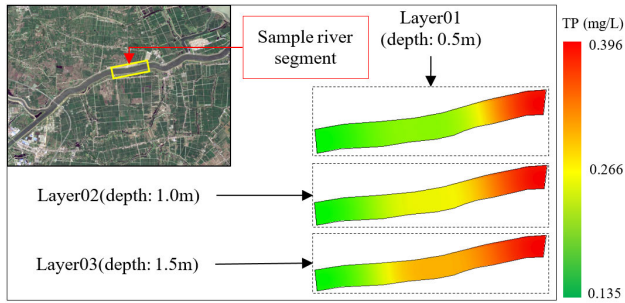 Sample river
segment
Layer01
(depth: 0.5m)
TP (mg/L)
0.396
0.266
0.135
Layer02(depth: 1.0m)
Layer03(depth: 1.5m)